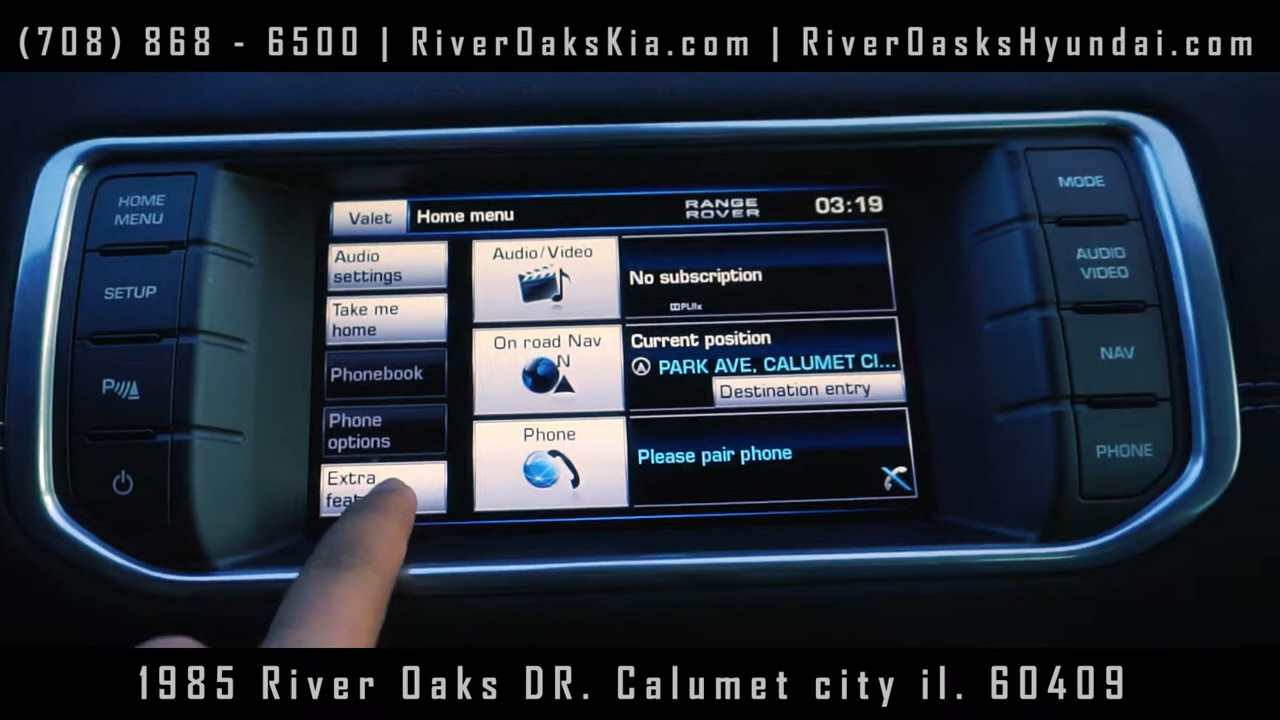 (708) 868 - 6500 | RiverOaksKia.com | RiverOasksHyundai.com
HOME
MENU
SETUP
P
Valet
Home menu
RANGE
ROVER
03:19
Audio
settings
Take me
home
Phonebook
Phone
options
Extra
Audio/Video
No subscription
PLIIx
On road Nav
N
Current position
PARK AVE, CALUMET CI...
Destination entry
Phone
Please pair phone
MODE
AUDIO
VIDEO
NAV
PHONE
1985 River Oaks DR. Calumet city il. 60409